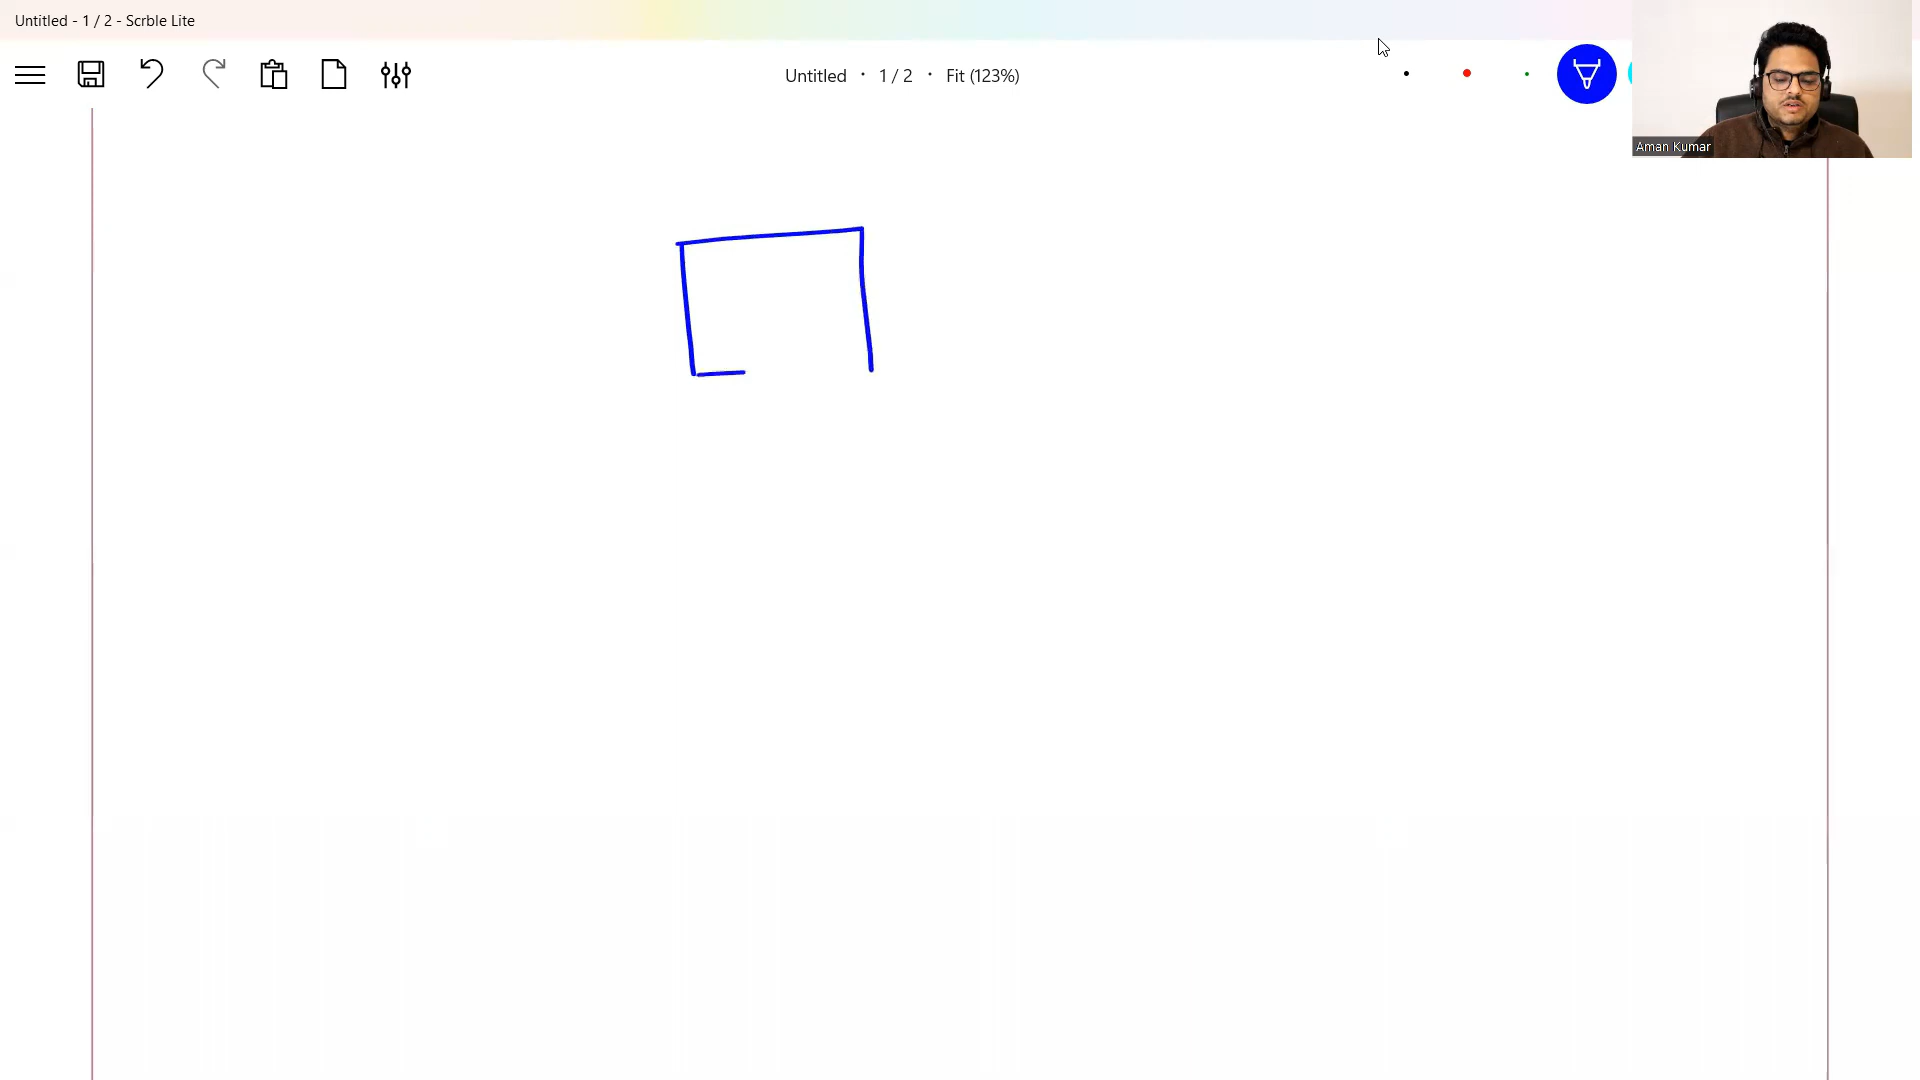 Untitled - 1 / 2 - Scrble Lite
Untitled · 1 / 2 · Fit (123%)
Aman Kumar